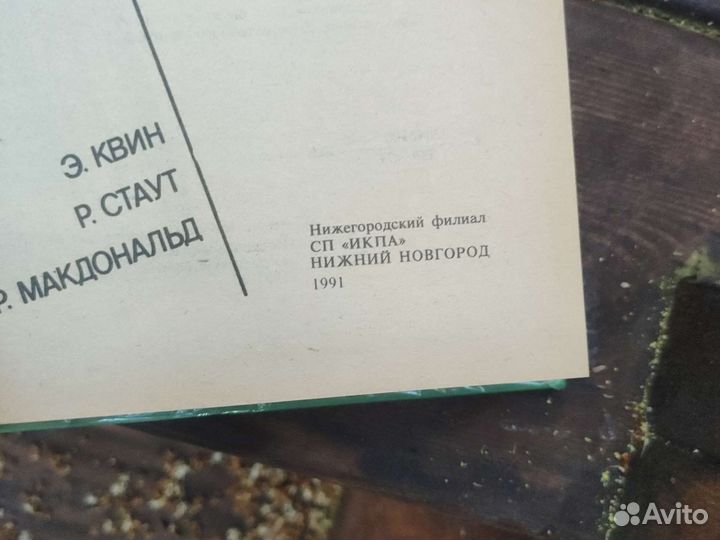 Э. КВИН
Р. СТАУТ
Р. МАКДОНАЛЬД
Нижегородский филиал
СП «ИКПА»
НИЖНИЙ НОВГОРОД
1991
Avito